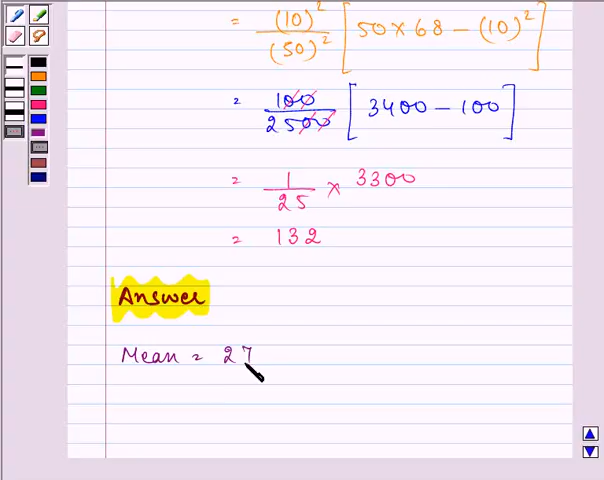 = (10)² / (50)² [ 50 × 68 − (10)² ]
= 100 / 2500 [ 3400 − 100 ]
= 1 / 25 × 3300
= 132
Answer
Mean = 27